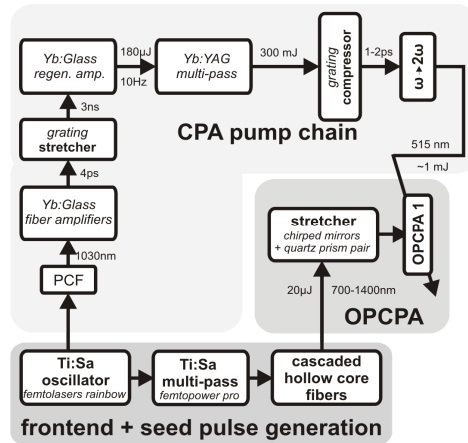 Yb:Glass
regen. amp.
180µJ
10Hz
Yb:YAG
multi-pass
300 mJ
grating
compressor
1-2ps
ω▸2ω
3ns
CPA pump chain
grating
stretcher
515 nm
~1 mJ
4ps
Yb:Glass
fiber amplifiers
stretcher
chirped mirrors
+ quartz prism pair
OPCPA 1
1030nm
PCF
20µJ
700-1400nm
OPCPA
Ti:Sa
oscillator
femtolasers rainbow
Ti:Sa
multi-pass
femtopower pro
cascaded
hollow core
fibers
frontend + seed pulse generation